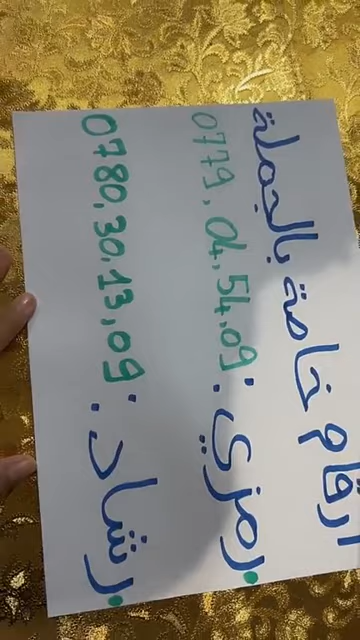 ارقام خاصة بالجملة
رمزي : 0779.04.54.09
رشاد : 0780.30.13.09